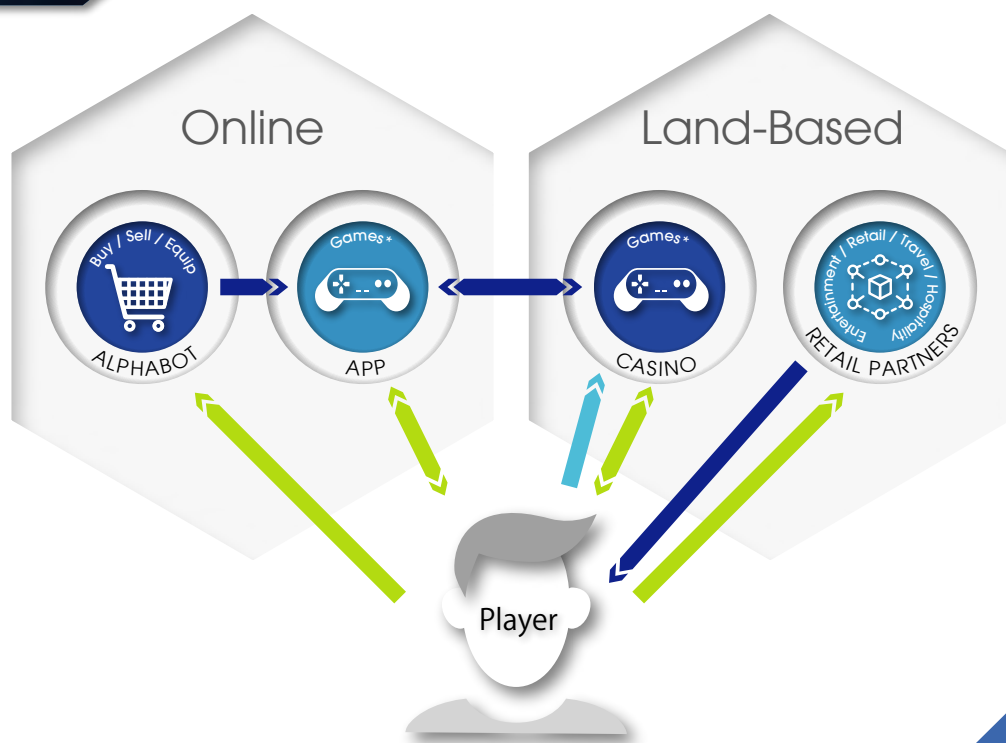 Online
Land-Based
Buy / Sell / Equip
ALPHABOT
Games*
APP
Games*
CASINO
Entertainment / Retail / Travel / Hospitality
RETAIL PARTNERS
Player